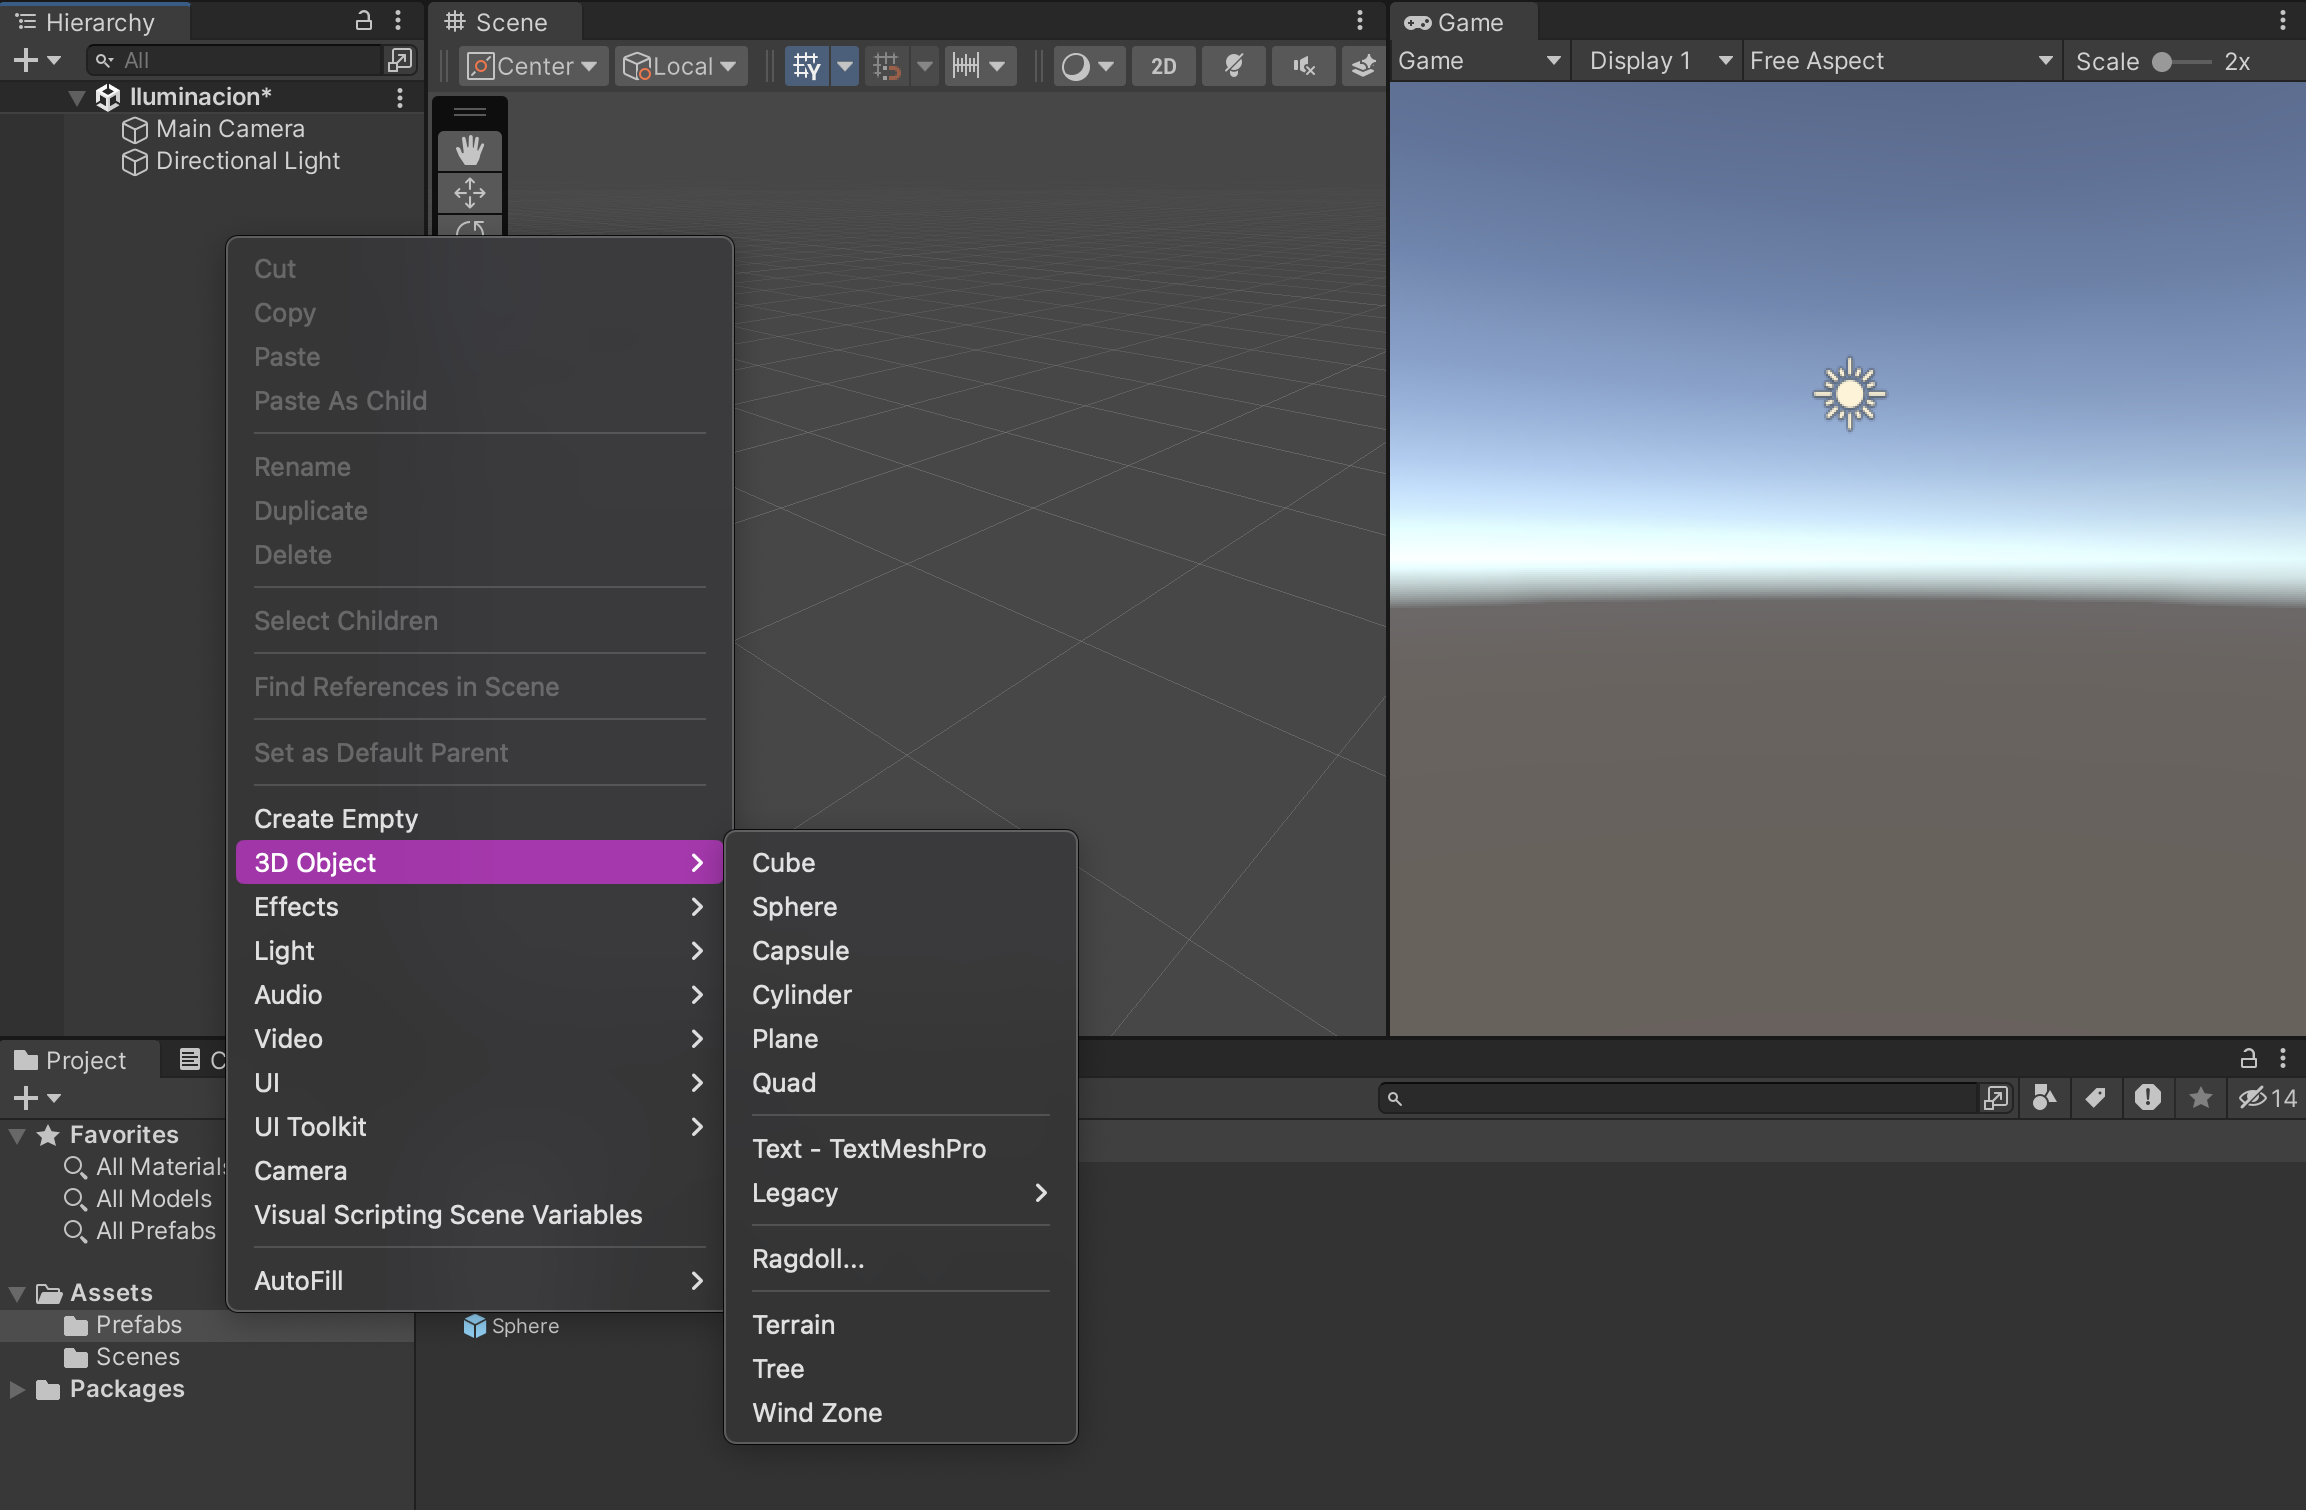 Hierarchy
All
Iluminacion*
Main Camera
Directional Light
Scene
Center
Local
2D
Game
Game
Display 1
Free Aspect
Scale
2x
Cut
Copy
Paste
Paste As Child
Rename
Duplicate
Delete
Select Children
Find References in Scene
Set as Default Parent
Create Empty
3D Object
Effects
Light
Audio
Video
UI
UI Toolkit
Camera
Visual Scripting Scene Variables
AutoFill
Cube
Sphere
Capsule
Cylinder
Plane
Quad
Text - TextMeshPro
Legacy
Ragdoll...
Terrain
Tree
Wind Zone
Project
C
14
Favorites
All Materials
All Models
All Prefabs
Assets
Prefabs
Scenes
Packages
Sphere